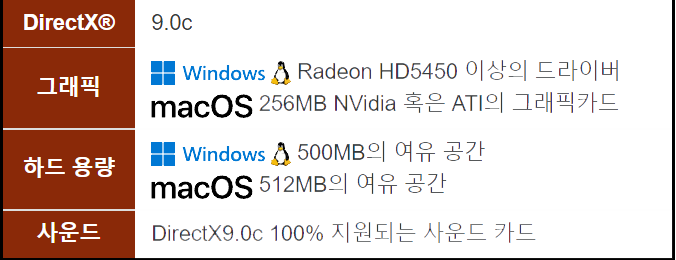 DirectX® 9.0c
그래픽
Windows Radeon HD5450 이상의 드라이버
macOS 256MB NVidia 혹은 ATI의 그래픽카드
하드 용량
Windows 500MB의 여유 공간
macOS 512MB의 여유 공간
사운드 DirectX9.0c 100% 지원되는 사운드 카드